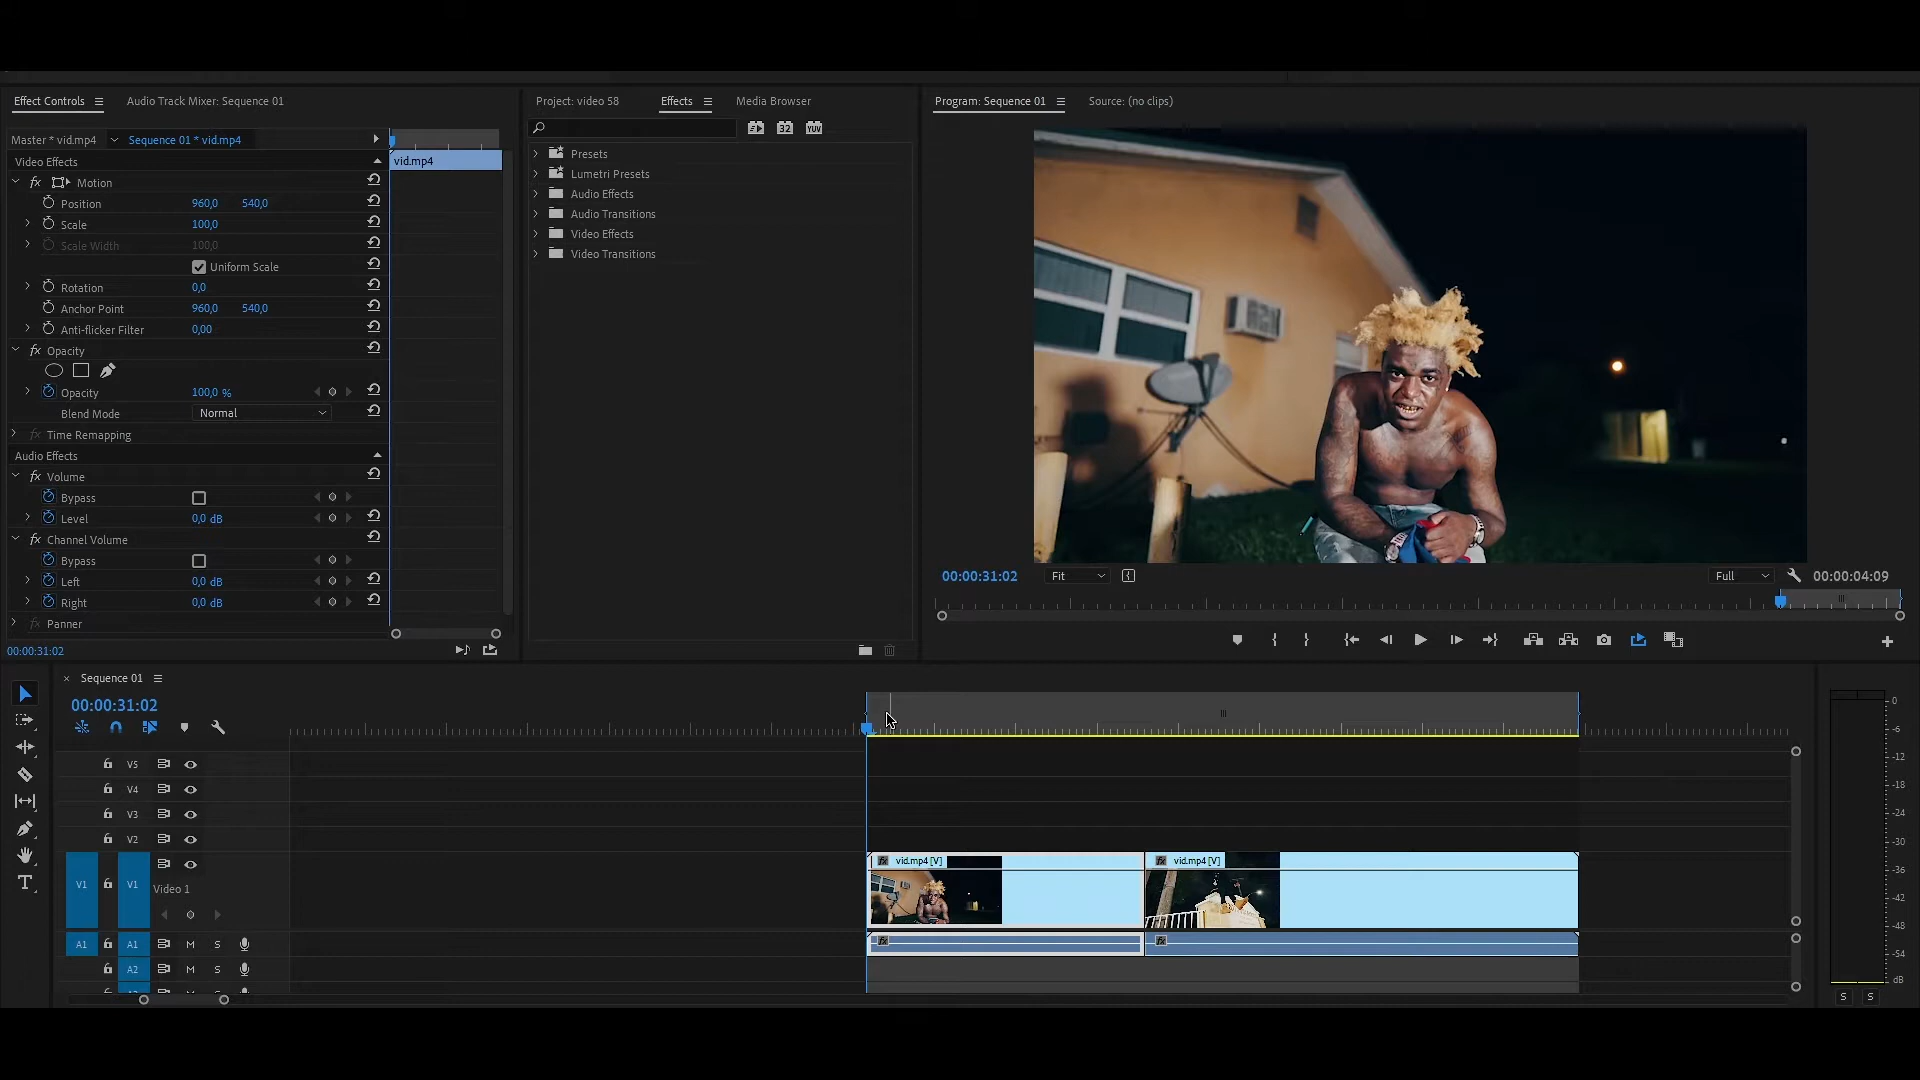 Effect Controls
Audio Track Mixer: Sequence 01
Project: video 58
Effects
Media Browser
Program: Sequence 01
Source: (no clips)
Master * vid.mp4
Sequence 01 * vid.mp4
32
YUV
Video Effects
vid.mp4
Presets
fx Motion
Lumetri Presets
Position 960,0 540,0
Audio Effects
Scale 100,0
Audio Transitions
Scale Width 100,0
Video Effects
Uniform Scale
Video Transitions
Rotation 0,0
Anchor Point 960,0 540,0
Anti-flicker Filter 0,00
fx Opacity
Opacity 100,0 %
Blend Mode Normal
fx Time Remapping
Audio Effects
fx Volume
Bypass
Level 0,0 dB
fx Channel Volume
Bypass
Left 0,0 dB
Right 0,0 dB
fx Panner
00:00:31:02
00:00:31:02
Fit
Full
00:00:04:09
Sequence 01
00:00:31:02
V5
V4
V3
V2
V1
V1
Video 1
fx vid.mp4 [V]
fx vid.mp4 [V]
A1
A1
M
S
fx
fx
A2
M
S
0
-6
-12
-18
-24
-30
-36
-42
-48
-54
dB
S
S